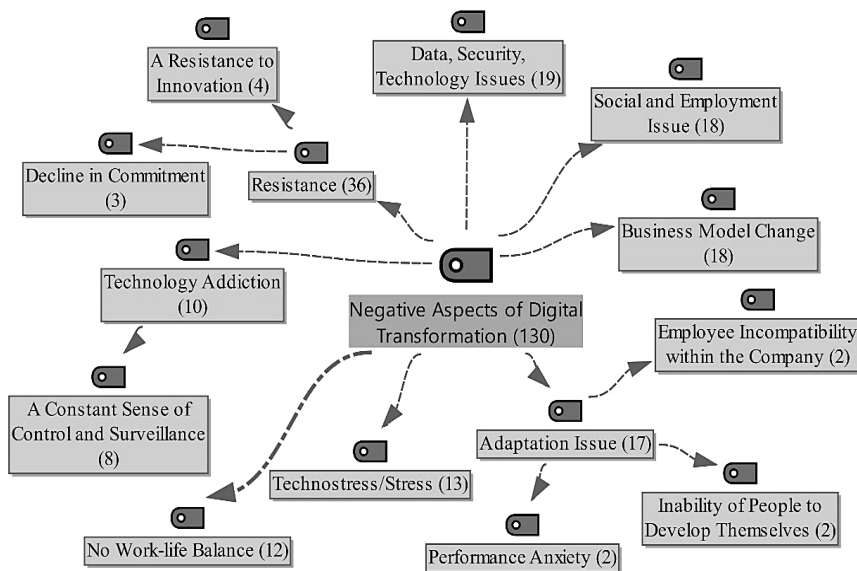 A Resistance to
Innovation (4)
Data, Security,
Technology Issues (19)
Social and Employment
Issue (18)
Decline in Commitment
(3)
Resistance (36)
Business Model Change
(18)
Technology Addiction
(10)
Negative Aspects of Digital
Transformation (130)
Employee Incompatibility
within the Company (2)
A Constant Sense of
Control and Surveillance
(8)
Adaptation Issue (17)
Technostress/Stress (13)
Inability of People to
Develop Themselves (2)
No Work-life Balance (12)
Performance Anxiety (2)